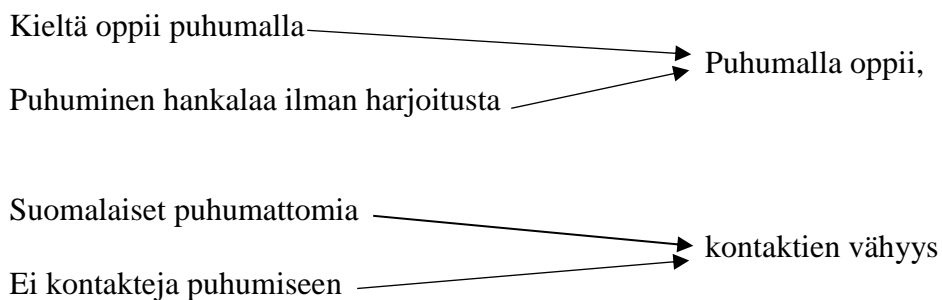 Kieltä oppii puhumalla
Puhumalla oppii,
Puhuminen hankalaa ilman harjoitusta
Suomalaiset puhumattomia
kontaktien vähyys
Ei kontakteja puhumiseen